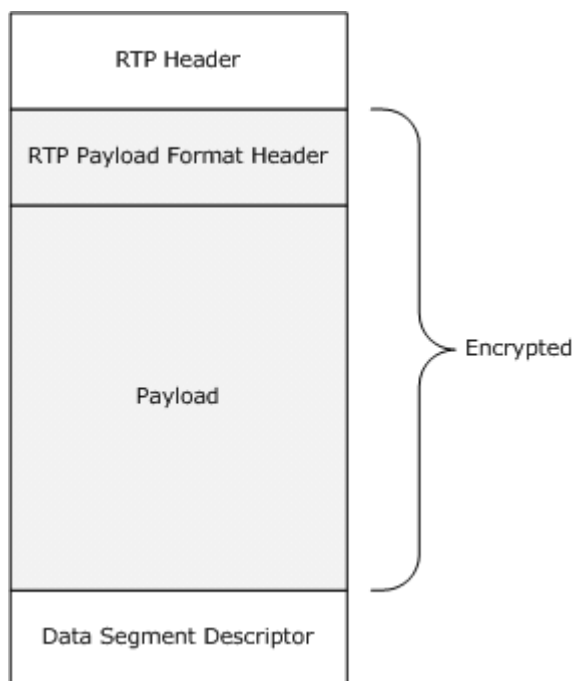 RTP Header
RTP Payload Format Header
Payload
Encrypted
Data Segment Descriptor